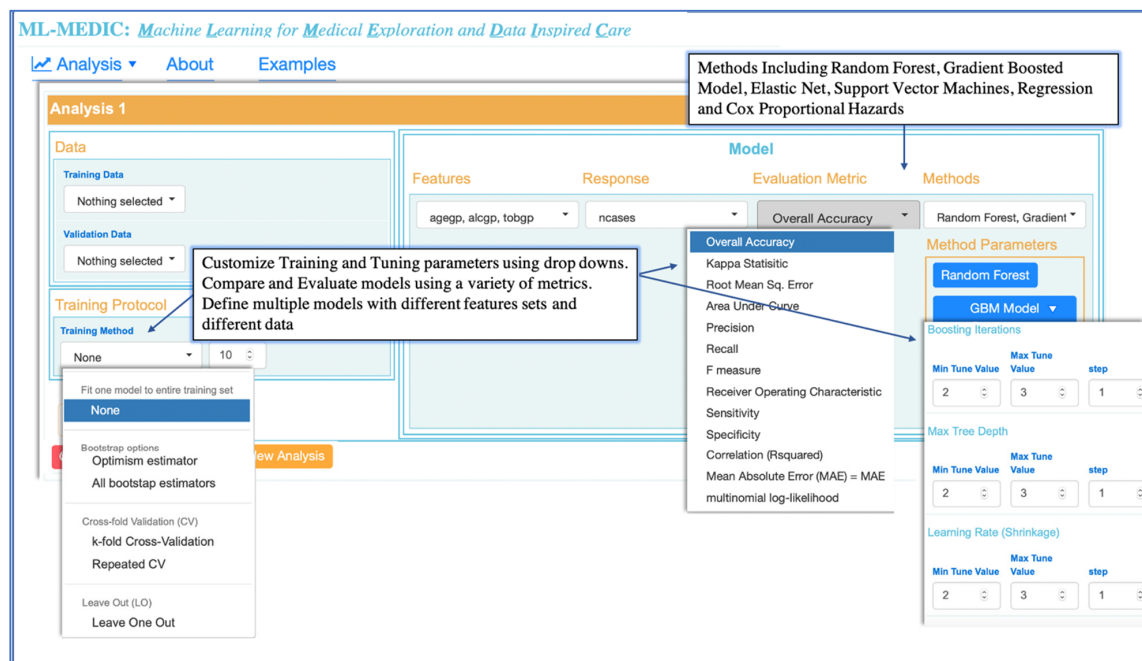 ML-MEDIC: Machine Learning for Medical Exploration and Data Inspired Care
Analysis
About
Examples
Methods Including Random Forest, Gradient Boosted
Model, Elastic Net, Support Vector Machines, Regression
and Cox Proportional Hazards
Analysis 1
Data
Training Data
Nothing selected
Validation Data
Nothing selected
Customize Training and Tuning parameters using drop downs.
Compare and Evaluate models using a variety of metrics.
Define multiple models with different features sets and
different data
Training Protocol
Training Method
None
10
Fit one model to entire training set
None
Bootstrap options
Optimism estimator
All bootstap estimators
Cross-fold Validation (CV)
k-fold Cross-Validation
Repeated CV
Leave Out (LO)
Leave One Out
Analysis
Model
Features
Response
Evaluation Metric
Methods
agegp, alcgp, tobgp
ncases
Overall Accuracy
Random Forest, Gradient
Overall Accuracy
Kappa Statisitic
Root Mean Sq. Error
Area Under Curve
Precision
Recall
F measure
Receiver Operating Characteristic
Sensitivity
Specificity
Correlation (Rsquared)
Mean Absolute Error (MAE) = MAE
multinomial log-likelihood
Method Parameters
Random Forest
GBM Model
Boosting Iterations
Min Tune Value
Max Tune
Value
step
2
3
1
Max Tree Depth
Min Tune Value
Max Tune
Value
step
2
3
1
Learning Rate (Shrinkage)
Min Tune Value
Max Tune
Value
step
2
3
1